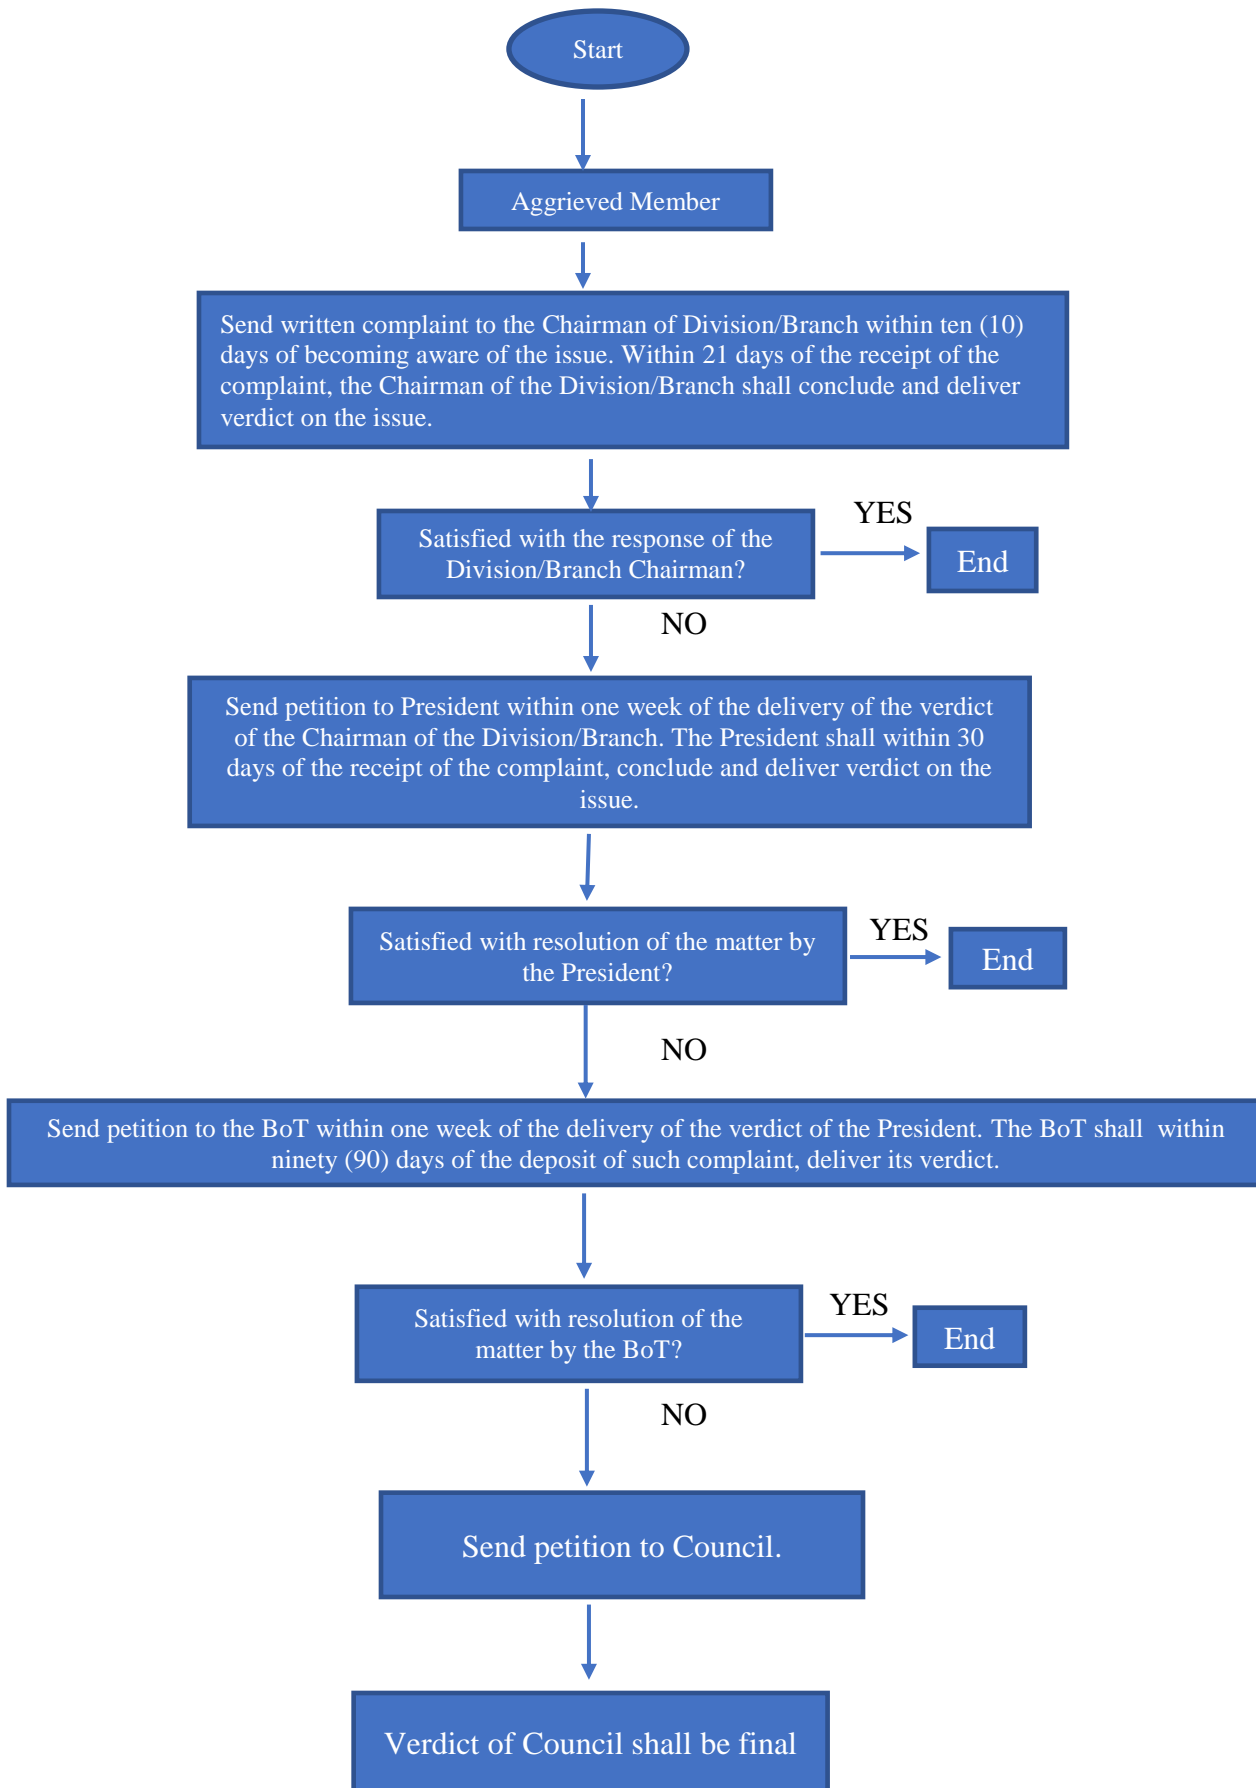 Start
Aggrieved Member
Send written complaint to the Chairman of Division/Branch within ten (10)
days of becoming aware of the issue. Within 21 days of the receipt of the
complaint, the Chairman of the Division/Branch shall conclude and deliver
verdict on the issue.
Satisfied with the response of the
Division/Branch Chairman?
YES
End
NO
Send petition to President within one week of the delivery of the verdict
of the Chairman of the Division/Branch. The President shall within 30
days of the receipt of the complaint, conclude and deliver verdict on the
issue.
Satisfied with resolution of the matter by
the President?
YES
End
NO
Send petition to the BoT within one week of the delivery of the verdict of the President. The BoT shall  within
ninety (90) days of the deposit of such complaint, deliver its verdict.
Satisfied with resolution of the
matter by the BoT?
YES
End
NO
Send petition to Council.
Verdict of Council shall be final